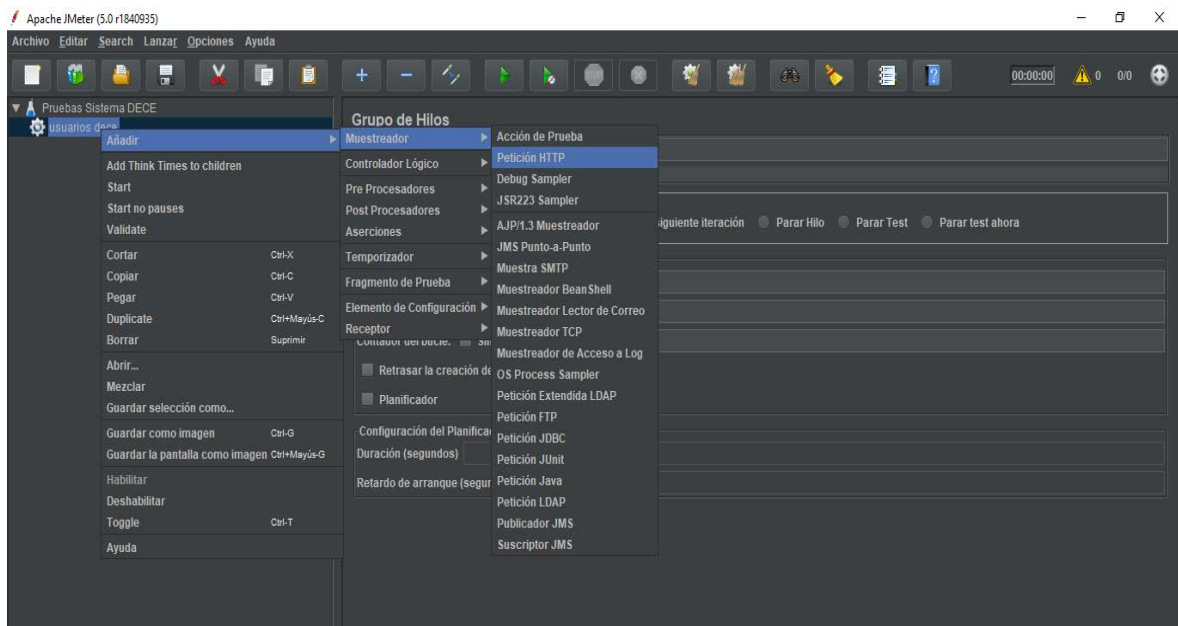 Apache JMeter (5.0 r1840935)
Archivo Editar Search Lanzar Opciones Ayuda
00:00:00 0 0/0
Pruebas Sistema DECE
usuarios dece
Añadir
Add Think Times to children
Start
Start no pauses
Validate
Cortar Ctrl-X
Copiar Ctrl-C
Pegar Ctrl-V
Duplicate Ctrl+Mayús-C
Borrar Suprimir
Abrir...
Mezclar
Guardar selección como...
Guardar como imagen Ctrl-G
Guardar la pantalla como imagen Ctrl+Mayús-G
Habilitar
Deshabilitar
Toggle Ctrl-T
Ayuda
Grupo de Hilos
Muestreador
Controlador Lógico
Pre Procesadores
Post Procesadores
Aserciones
Temporizador
Fragmento de Prueba
Elemento de Configuración
Receptor
Acción de Prueba
Petición HTTP
Debug Sampler
JSR223 Sampler
AJP/1.3 Muestreador
JMS Punto-a-Punto
Muestra SMTP
Muestreador BeanShell
Muestreador Lector de Correo
Muestreador TCP
Muestreador de Acceso a Log
OS Process Sampler
Petición Extendida LDAP
Petición FTP
Petición JDBC
Petición JUnit
Petición Java
Petición LDAP
Publicador JMS
Suscriptor JMS
siguiente iteración Parar Hilo Parar Test Parar test ahora
Contador del bucle:
Retrasar la creación de
Planificador
Configuración del Planifica
Duración (segundos)
Retardo de arranque (segun